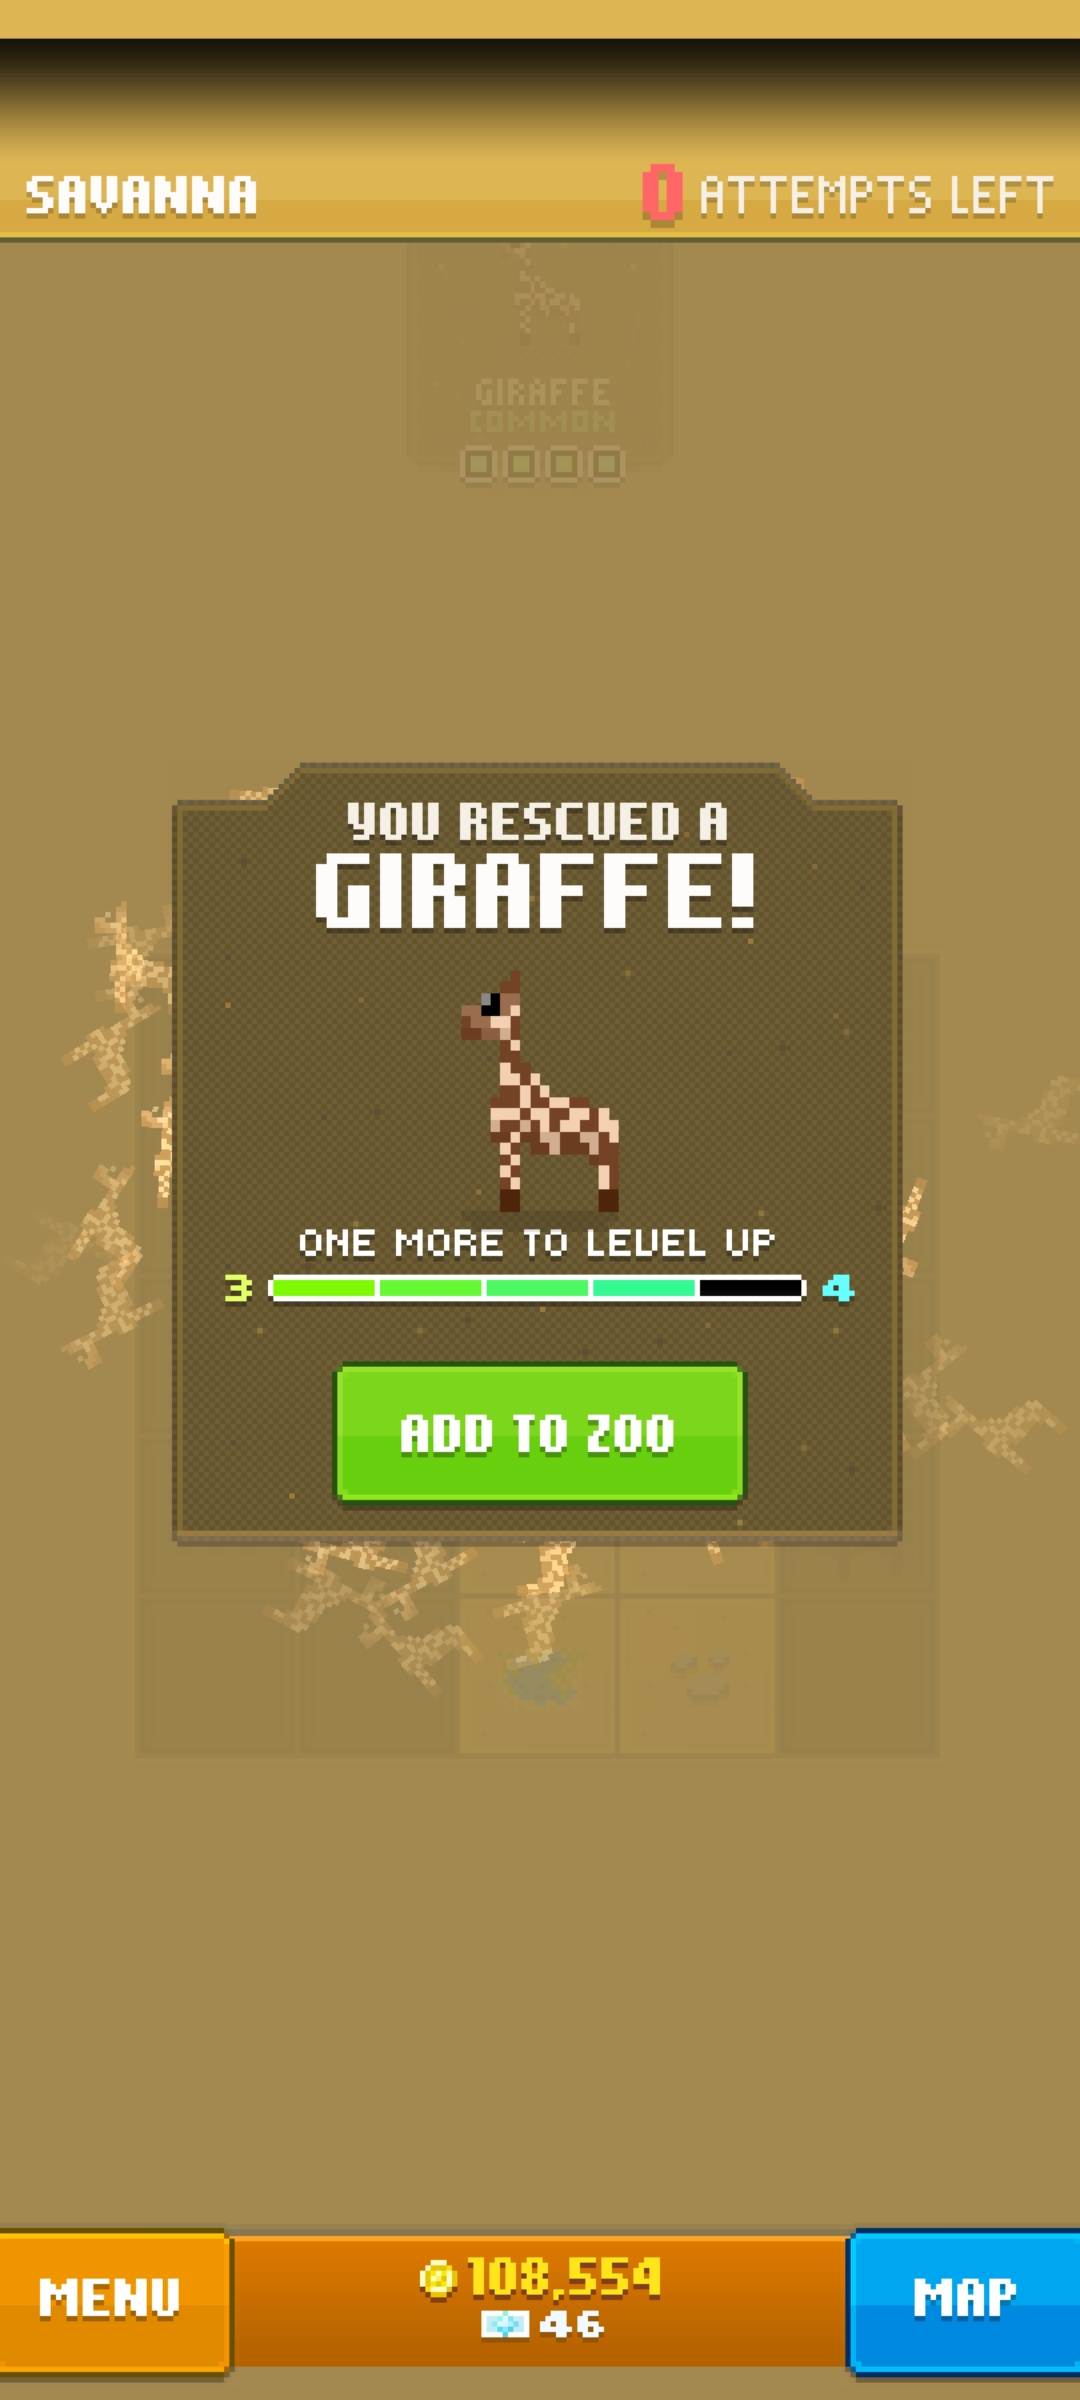 SAVANNA
0 ATTEMPTS LEFT
GIRAFFE
COMMON
YOU RESCUED A
GIRAFFE!
ONE MORE TO LEVEL UP
3 4
ADD TO ZOO
MENU
108,554
46
MAP